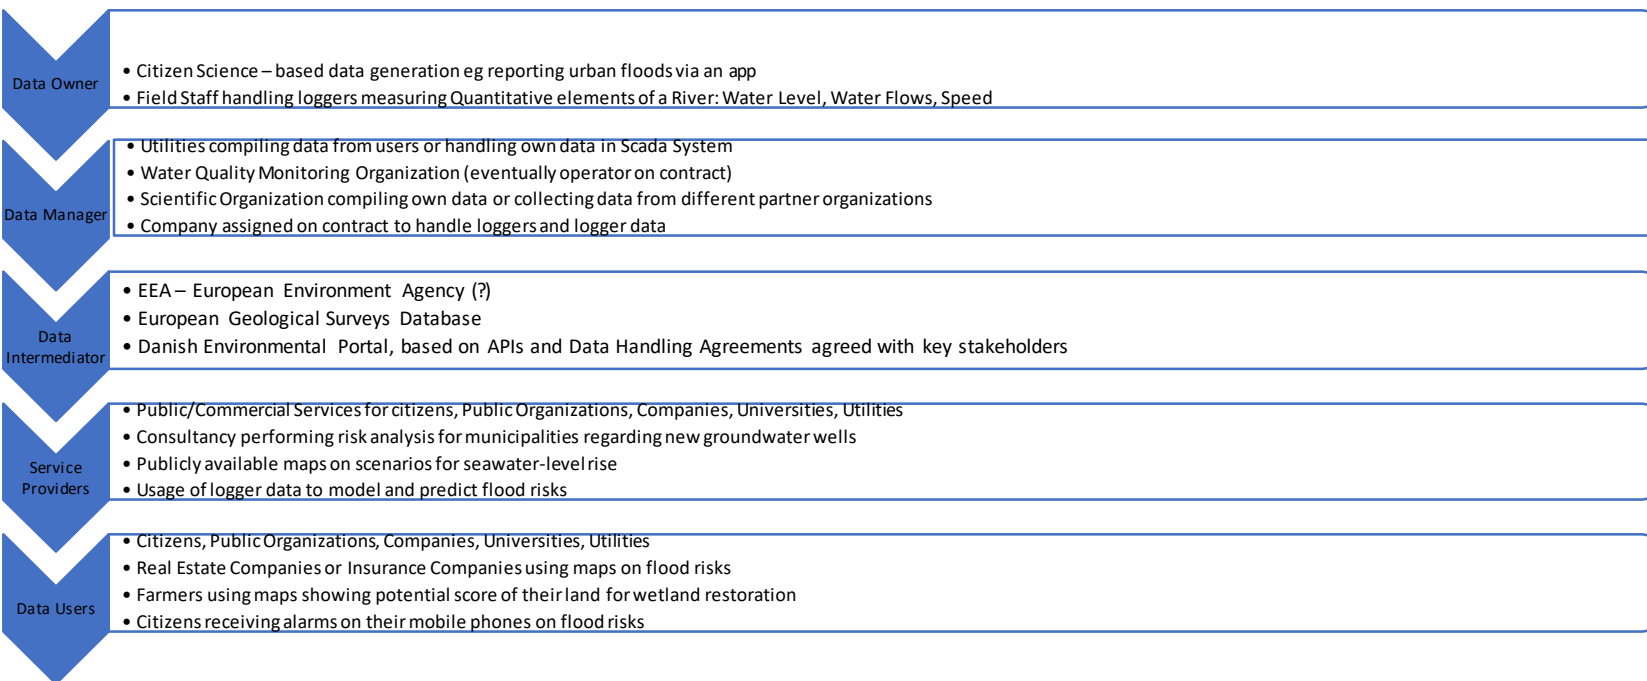 Data Owner
• Citizen Science – based data generation eg reporting urban floods via an app
• Field Staff handling loggers measuring Quantitative elements of a River: Water Level, Water Flows, Speed
Data Manager
• Utilities compiling data from users or handling own data in Scada System
• Water Quality Monitoring Organization (eventually operator on contract)
• Scientific Organization compiling own data or collecting data from different partner organizations
• Company assigned on contract to handle loggers and logger data
Data
Intermediator
• EEA – European Environment Agency (?)
• European Geological Surveys Database
• Danish Environmental Portal, based on APIs and Data Handling Agreements agreed with key stakeholders
Service
Providers
• Public/Commercial Services for citizens, Public Organizations, Companies, Universities, Utilities
• Consultancy performing risk analysis for municipalities regarding new groundwater wells
• Publicly available maps on scenarios for seawater-level rise
• Usage of logger data to model and predict flood risks
Data Users
• Citizens, Public Organizations, Companies, Universities, Utilities
• Real Estate Companies or Insurance Companies using maps on flood risks
• Farmers using maps showing potential score of their land for wetland restoration
• Citizens receiving alarms on their mobile phones on flood risks